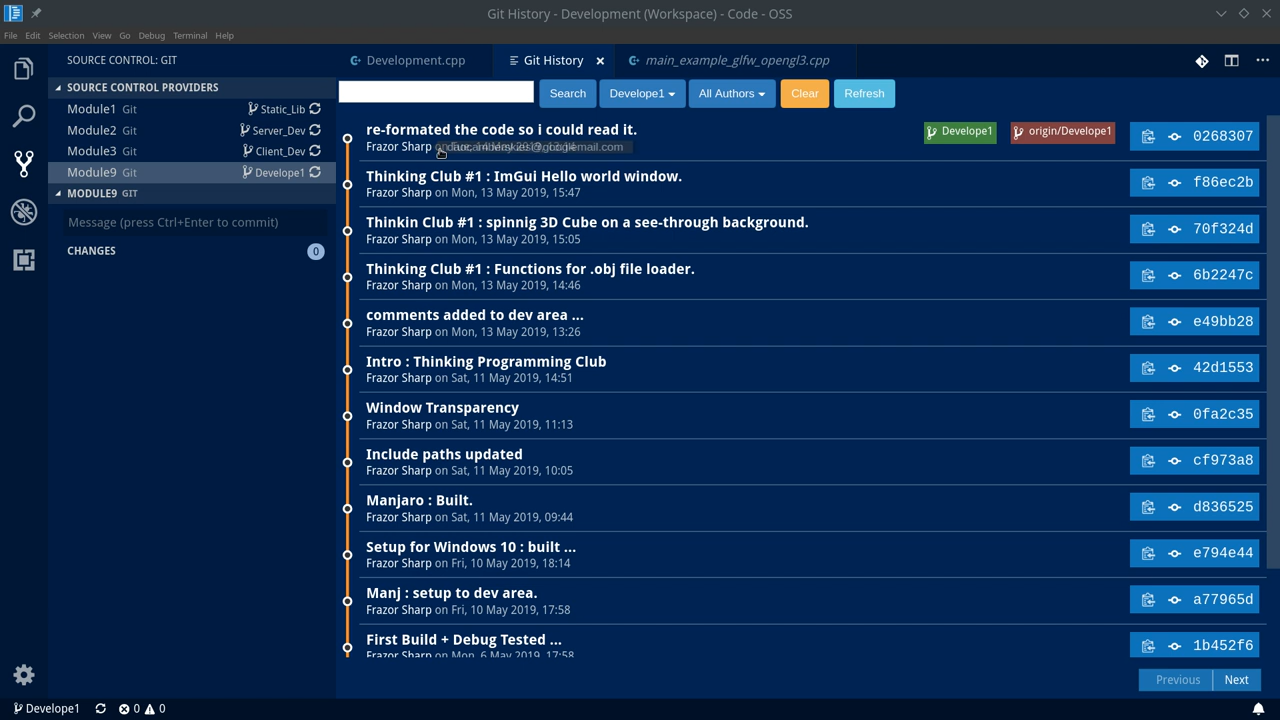 Git History - Development (Workspace) - Code - OSS
File Edit Selection View Go Debug Terminal Help
SOURCE CONTROL: GIT
Development.cpp
Git History
main_example_glfw_opengl3.cpp
SOURCE CONTROL PROVIDERS
Module1 Git Static_Lib
Module2 Git Server_Dev
Module3 Git Client_Dev
Module9 Git Develope1
MODULE9 GIT
Message (press Ctrl+Enter to commit)
CHANGES 0
Search Develope1 All Authors Clear Refresh
re-formated the code so i could read it. Develope1 origin/Develope1 0268307
Frazor Sharp on
Thinking Club #1 : ImGui Hello world window. f86ec2b
Frazor Sharp on Mon, 13 May 2019, 15:47
Thinkin Club #1 : spinnig 3D Cube on a see-through background. 70f324d
Frazor Sharp on Mon, 13 May 2019, 15:05
Thinking Club #1 : Functions for .obj file loader. 6b2247c
Frazor Sharp on Mon, 13 May 2019, 14:46
comments added to dev area ... e49bb28
Frazor Sharp on Mon, 13 May 2019, 13:26
Intro : Thinking Programming Club 42d1553
Frazor Sharp on Sat, 11 May 2019, 14:51
Window Transparency 0fa2c35
Frazor Sharp on Sat, 11 May 2019, 11:13
Include paths updated cf973a8
Frazor Sharp on Sat, 11 May 2019, 10:05
Manjaro : Built. d836525
Frazor Sharp on Sat, 11 May 2019, 09:44
Setup for Windows 10 : built ... e794e44
Frazor Sharp on Fri, 10 May 2019, 18:14
Manj : setup to dev area. a77965d
Frazor Sharp on Fri, 10 May 2019, 17:58
First Build + Debug Tested ... 1b452f6
Frazor Sharp on Mon, 6 May 2019, 17:58
Previous Next
Develope1 0 0